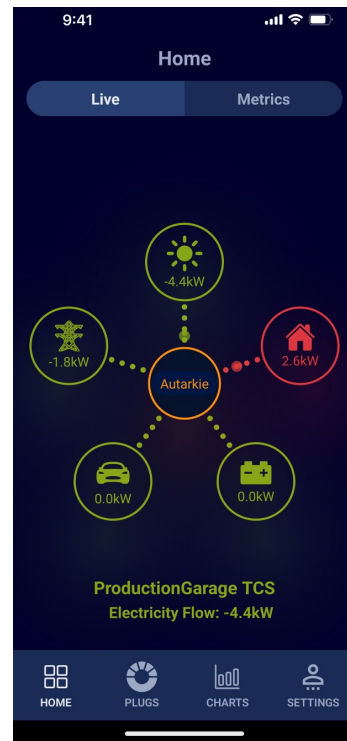 9:41
Home
Live
Metrics
-4.4kW
-1.8kW
2.6kW
Autarkie
0.0kW
0.0kW
ProductionGarage TCS
Electricity Flow: -4.4kW
HOME
PLUGS
CHARTS
SETTINGS